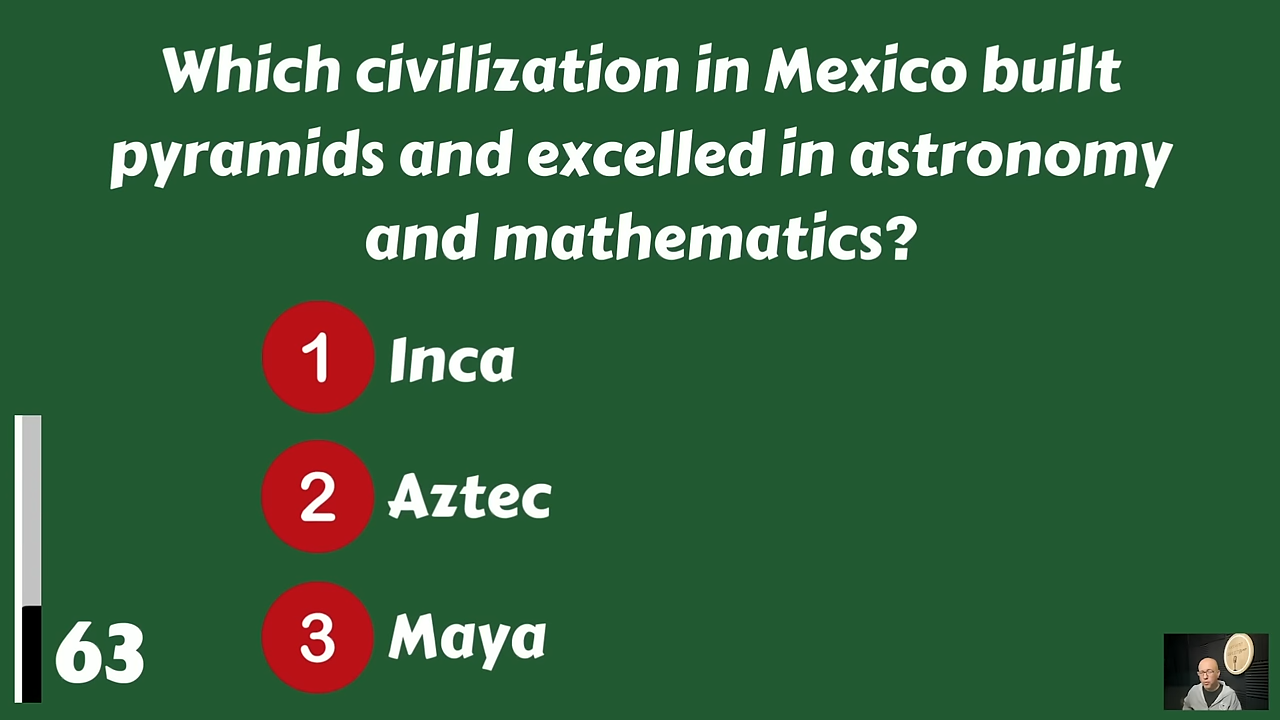 Which civilization in Mexico built
pyramids and excelled in astronomy
and mathematics?
1 Inca
2 Aztec
3 Maya
63